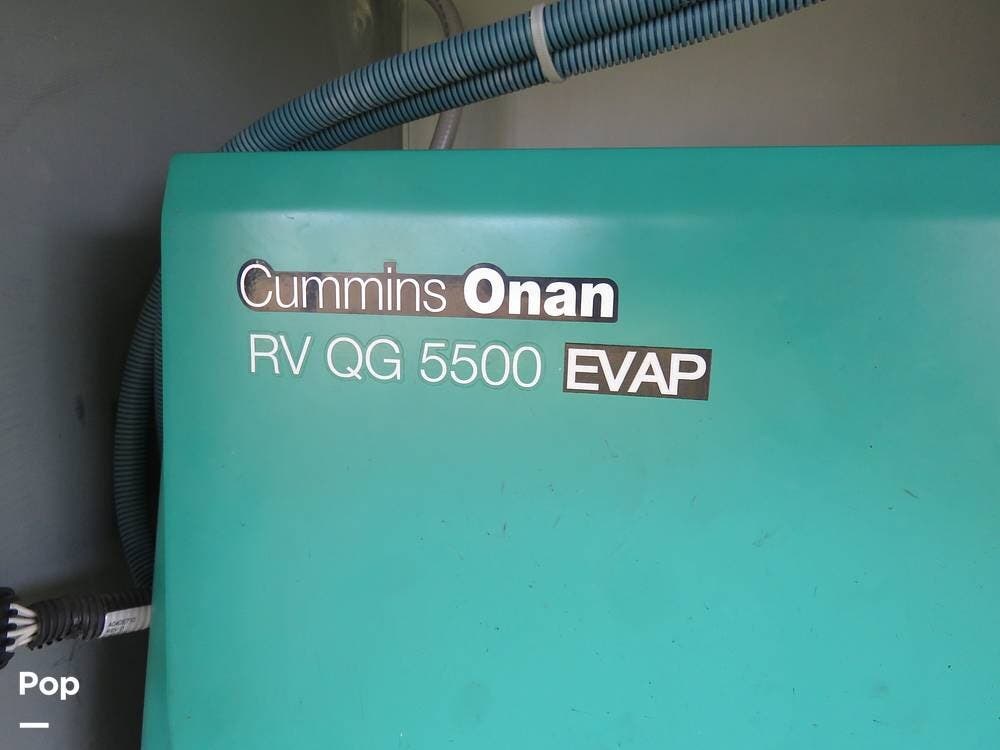 Cummins Onan
RV QG 5500 EVAP
Pop